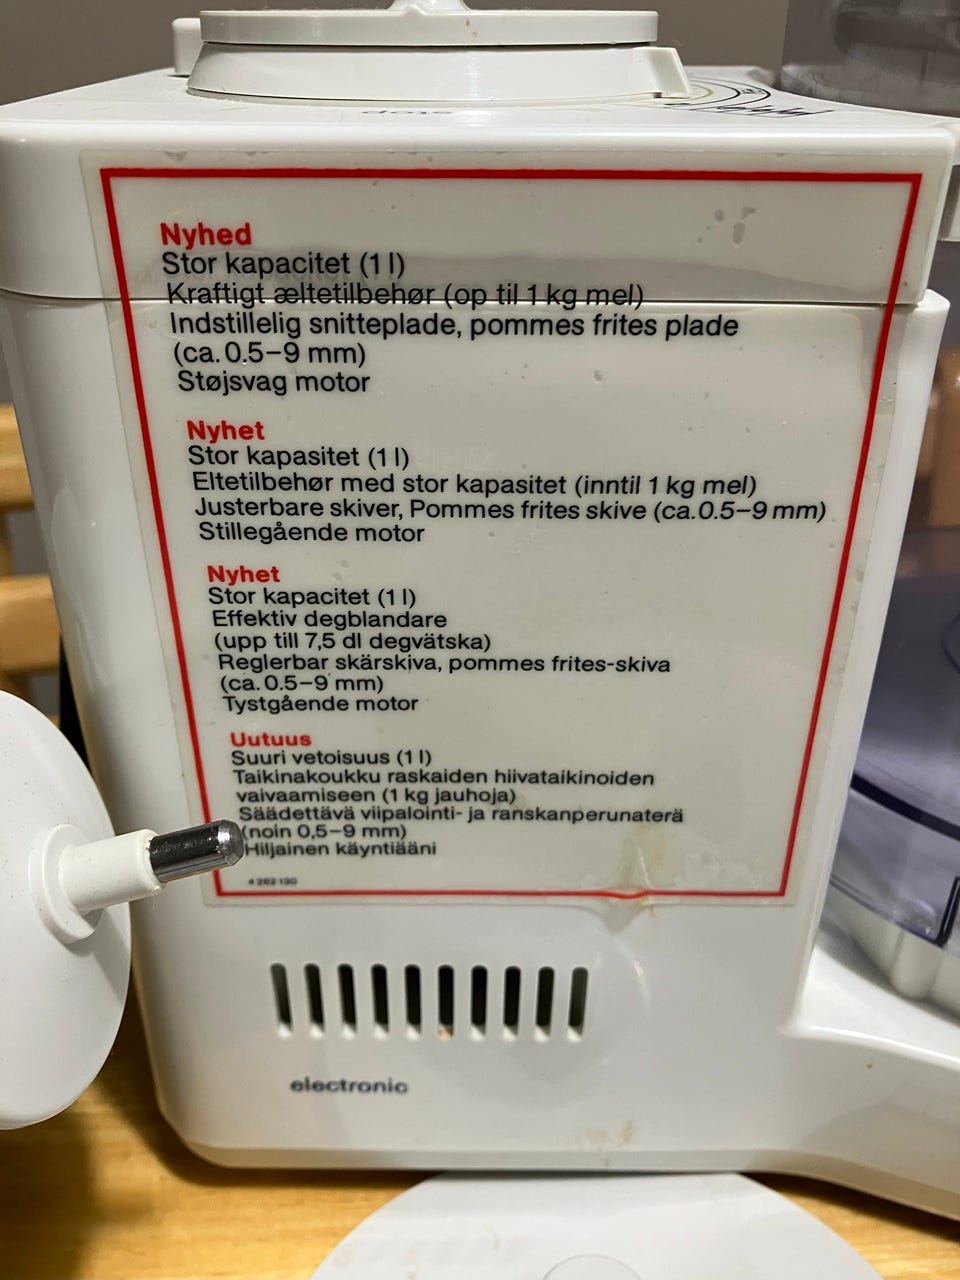 stop
Nyhed
Stor kapacitet (1 l)
Kraftigt æltetilbehør (op til 1 kg mel)
Indstillelig snitteplade, pommes frites plade
(ca. 0.5–9 mm)
Støjsvag motor
Nyhet
Stor kapasitet (1 l)
Eltetilbehør med stor kapasitet (inntil 1 kg mel)
Justerbare skiver, Pommes frites skive (ca. 0.5–9 mm)
Stillegående motor
Nyhet
Stor kapacitet (1 l)
Effektiv degblandare
(upp till 7,5 dl degvätska)
Reglerbar skärskiva, pommes frites-skiva
(ca. 0.5–9 mm)
Tystgående motor
Uutuus
Suuri vetoisuus (1 l)
Taikinakoukku raskaiden hiivataikinoiden
vaivaamiseen (1 kg jauhoja)
Säädettävä viipalointi- ja ranskanperunaterä
(noin 0,5–9 mm)
Hiljainen käyntiääni
4 262 130
electronic